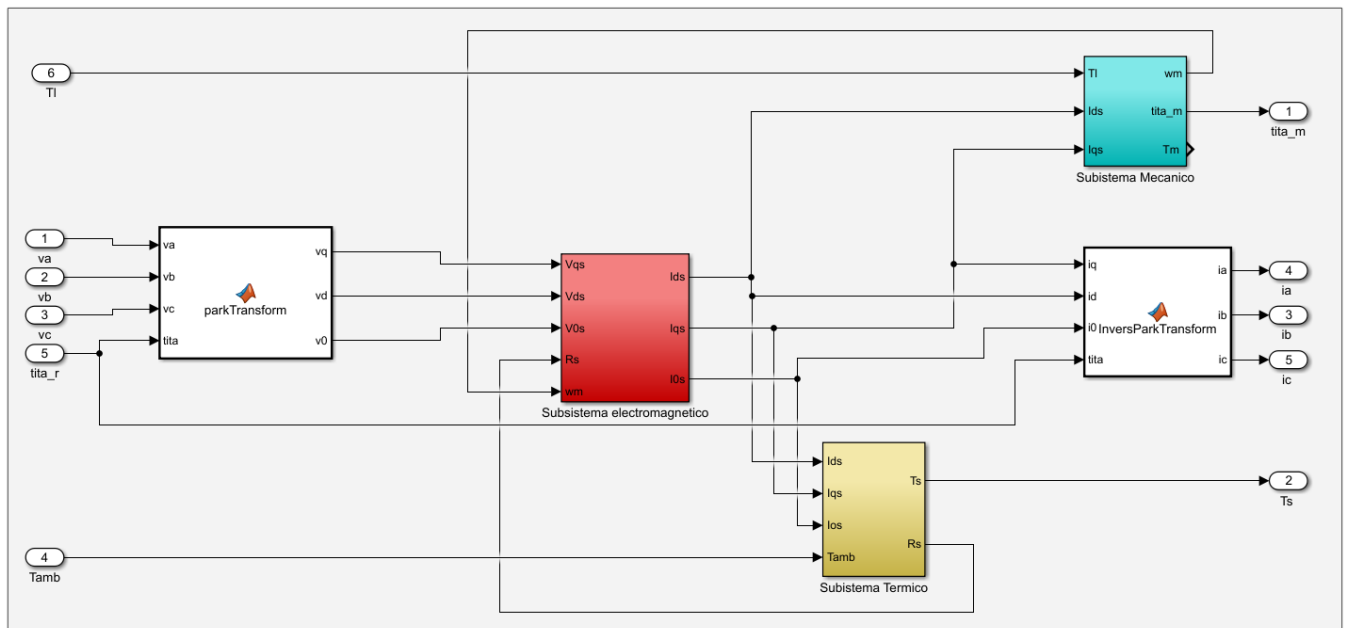 6
Tl
Tl
wm
Ids
tita_m
Iqs
Tm
Subistema Mecanico
1
tita_m
1
va
2
vb
3
vc
5
tita_r
va
vb
vc
tita
parkTransform
vq
vd
v0
Vqs
Vds
V0s
Rs
wm
Ids
Iqs
I0s
Subsistema electromagnetico
iq
id
i0
tita
InversParkTransform
ia
ib
ic
4
ia
3
ib
5
ic
Ids
Iqs
Ios
Tamb
Ts
Rs
Subistema Termico
2
Ts
4
Tamb